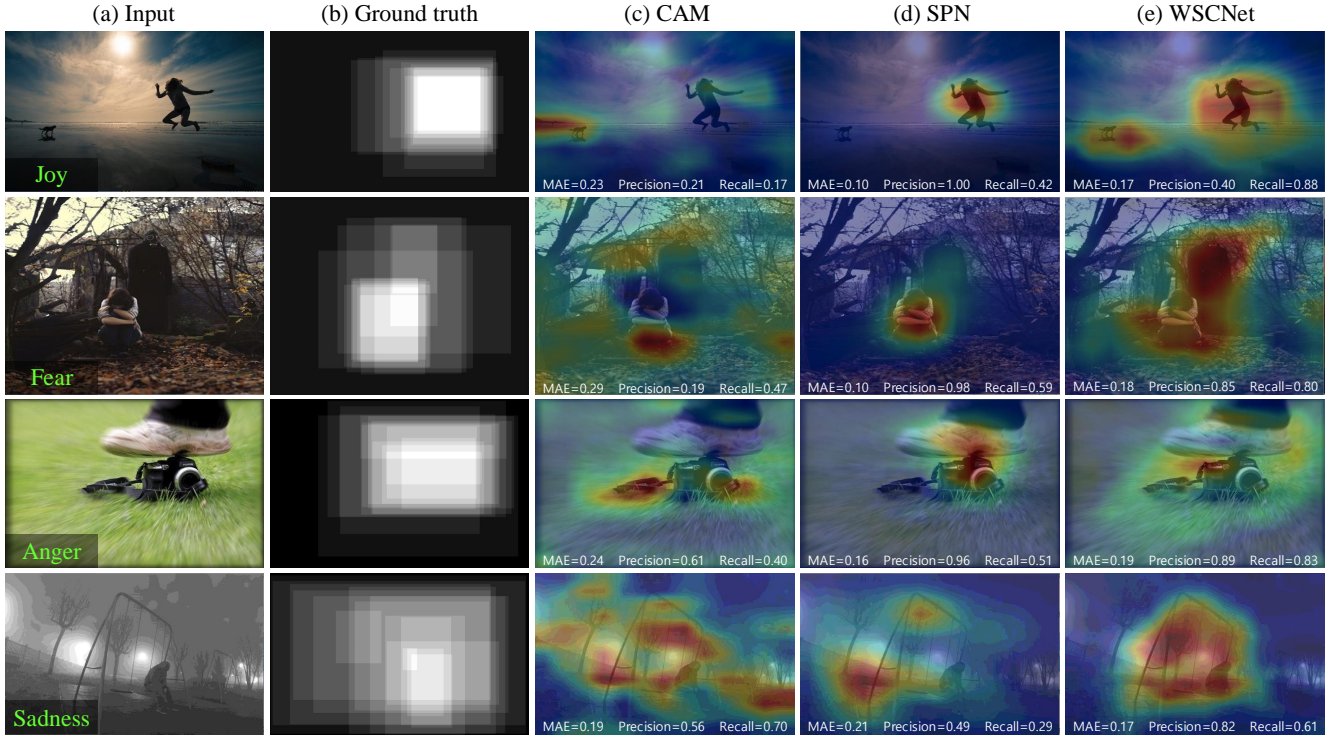 (a) Input (b) Ground truth (c) CAM (d) SPN (e) WSCNet
Joy
MAE=0.23 Precision=0.21 Recall=0.17
MAE=0.10 Precision=1.00 Recall=0.42
MAE=0.17 Precision=0.40 Recall=0.88
Fear
MAE=0.29 Precision=0.19 Recall=0.47
MAE=0.10 Precision=0.98 Recall=0.59
MAE=0.18 Precision=0.85 Recall=0.80
Anger
MAE=0.24 Precision=0.61 Recall=0.40
MAE=0.16 Precision=0.96 Recall=0.51
MAE=0.19 Precision=0.89 Recall=0.83
Sadness
MAE=0.19 Precision=0.56 Recall=0.70
MAE=0.21 Precision=0.49 Recall=0.29
MAE=0.17 Precision=0.82 Recall=0.61